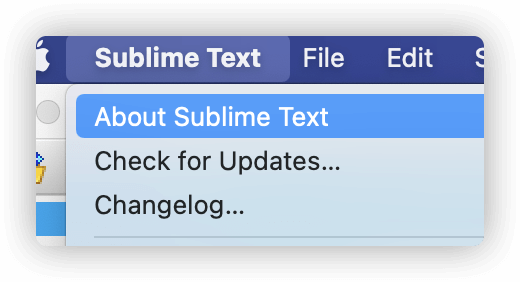 Sublime Text File Edit S
About Sublime Text
Check for Updates...
Changelog...